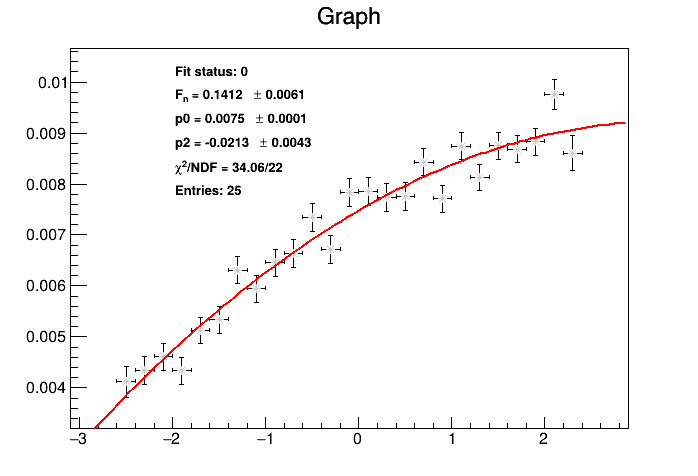 Graph
Fit status: 0
Fₙ = 0.1412 ± 0.0061
p0 = 0.0075 ± 0.0001
p2 = -0.0213 ± 0.0043
χ²/NDF = 34.06/22
Entries: 25
0.01
0.009
0.008
0.007
0.006
0.005
0.004
−3 −2 −1 0 1 2